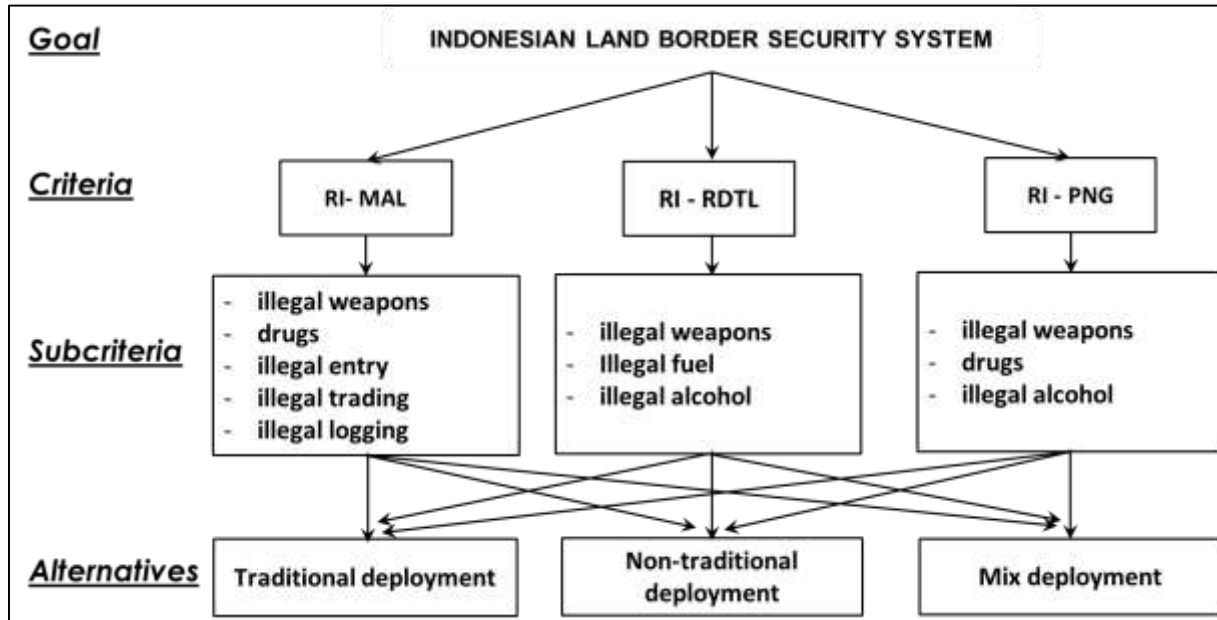 Goal
INDONESIAN LAND BORDER SECURITY SYSTEM
Criteria
RI- MAL
RI - RDTL
RI - PNG
Subcriteria
- illegal weapons
- drugs
- illegal entry
- illegal trading
- illegal logging
- illegal weapons
- Illegal fuel
- illegal alcohol
- illegal weapons
- drugs
- illegal alcohol
Alternatives
Traditional deployment
Non-traditional
deployment
Mix deployment